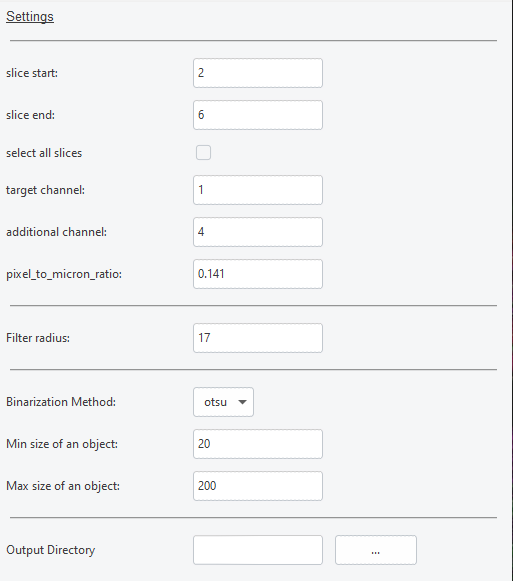 Settings
slice start: 2
slice end: 6
select all slices
target channel: 1
additional channel: 4
pixel_to_micron_ratio: 0.141
Filter radius: 17
Binarization Method: otsu
Min size of an object: 20
Max size of an object: 200
Output Directory ...